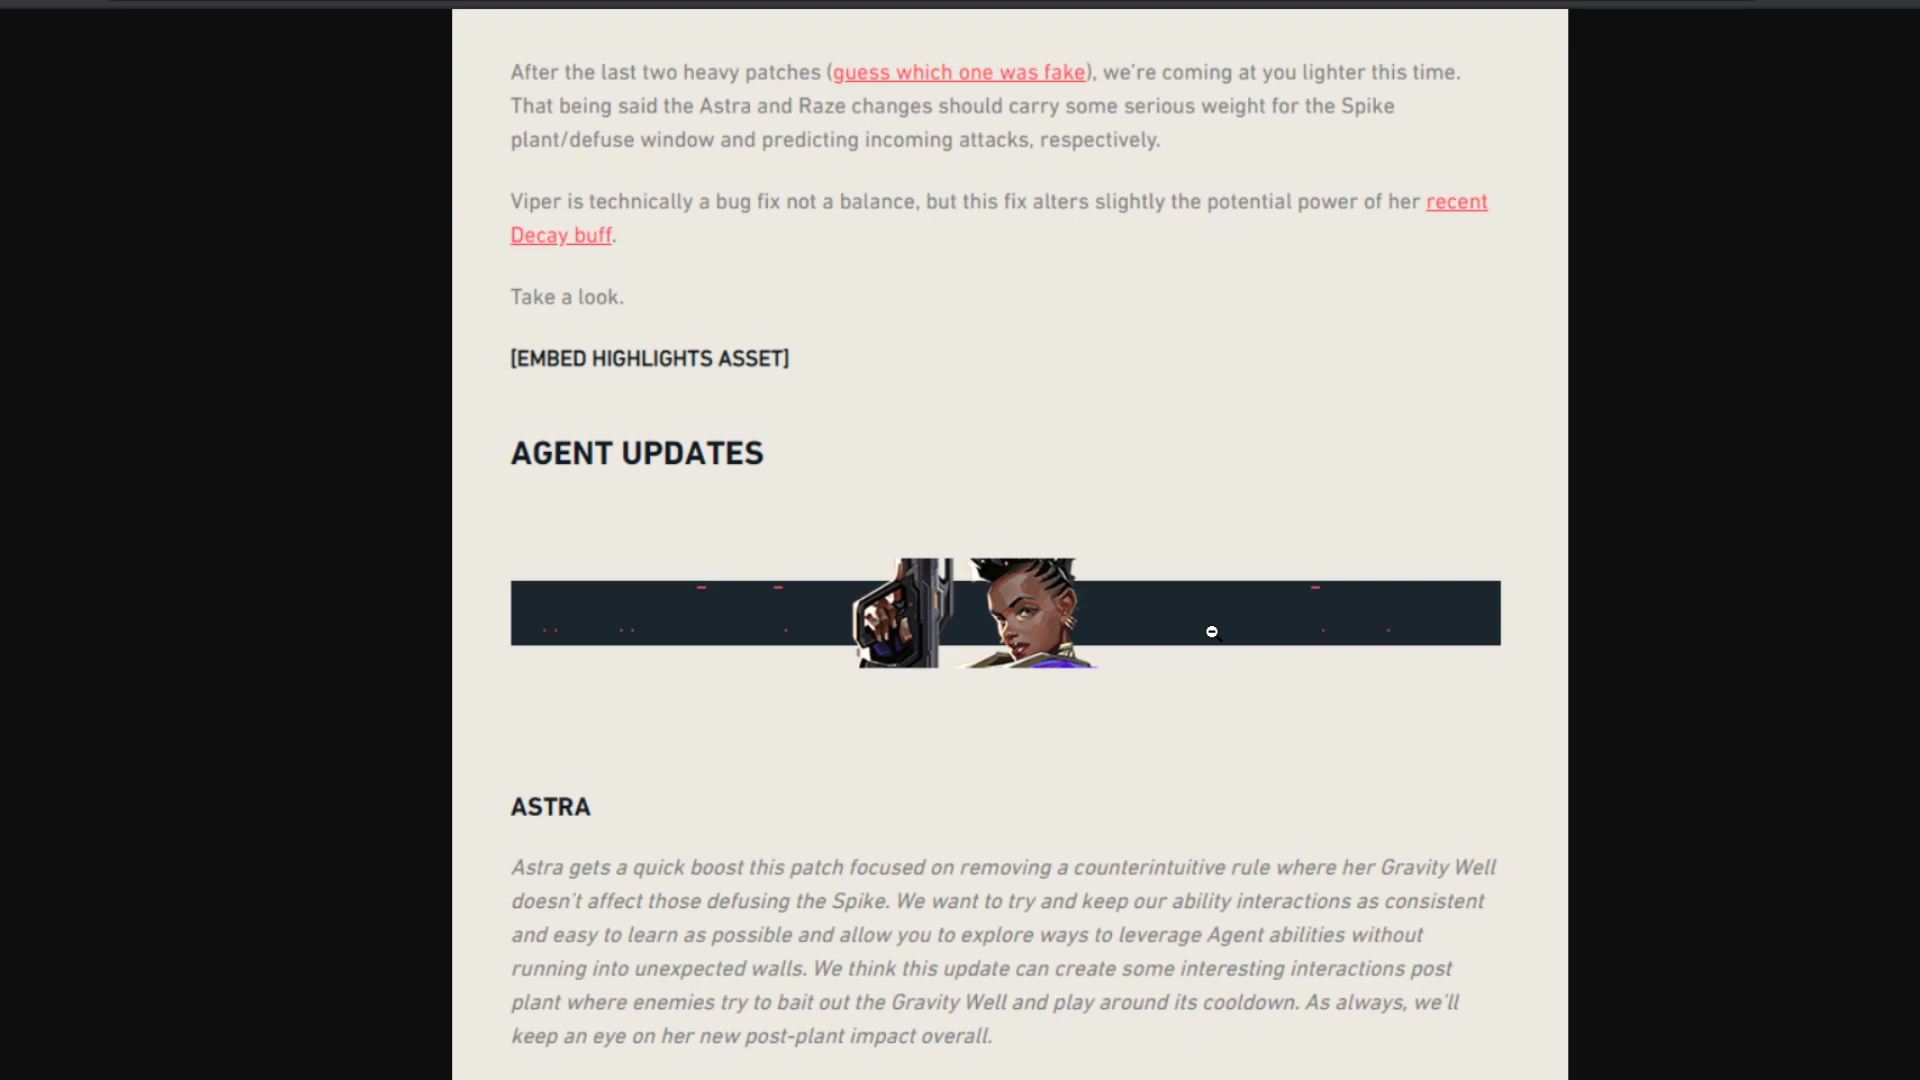 After the last two heavy patches (guess which one was fake), we're coming at you lighter this time.
That being said the Astra and Raze changes should carry some serious weight for the Spike
plant/defuse window and predicting incoming attacks, respectively.
Viper is technically a bug fix not a balance, but this fix alters slightly the potential power of her recent
Decay buff.
Take a look.
[EMBED HIGHLIGHTS ASSET]
AGENT UPDATES
ASTRA
Astra gets a quick boost this patch focused on removing a counterintuitive rule where her Gravity Well
doesn't affect those defusing the Spike. We want to try and keep our ability interactions as consistent
and easy to learn as possible and allow you to explore ways to leverage Agent abilities without
running into unexpected walls. We think this update can create some interesting interactions post
plant where enemies try to bait out the Gravity Well and play around its cooldown. As always, we'll
keep an eye on her new post-plant impact overall.